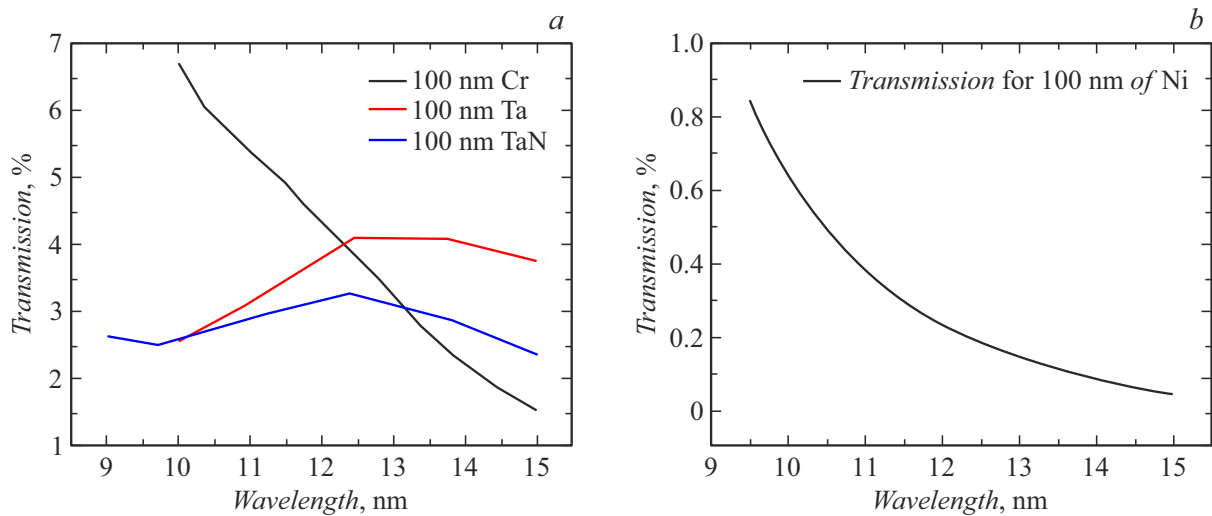 a
7
6
5
4
3
2
1
Transmission, %
100 nm Cr
100 nm Ta
100 nm TaN
9 10 11 12 13 14 15
Wavelength, nm
b
1.0
0.8
0.6
0.4
0.2
0
Transmission, %
Transmission for 100 nm of Ni
9 10 11 12 13 14 15
Wavelength, nm